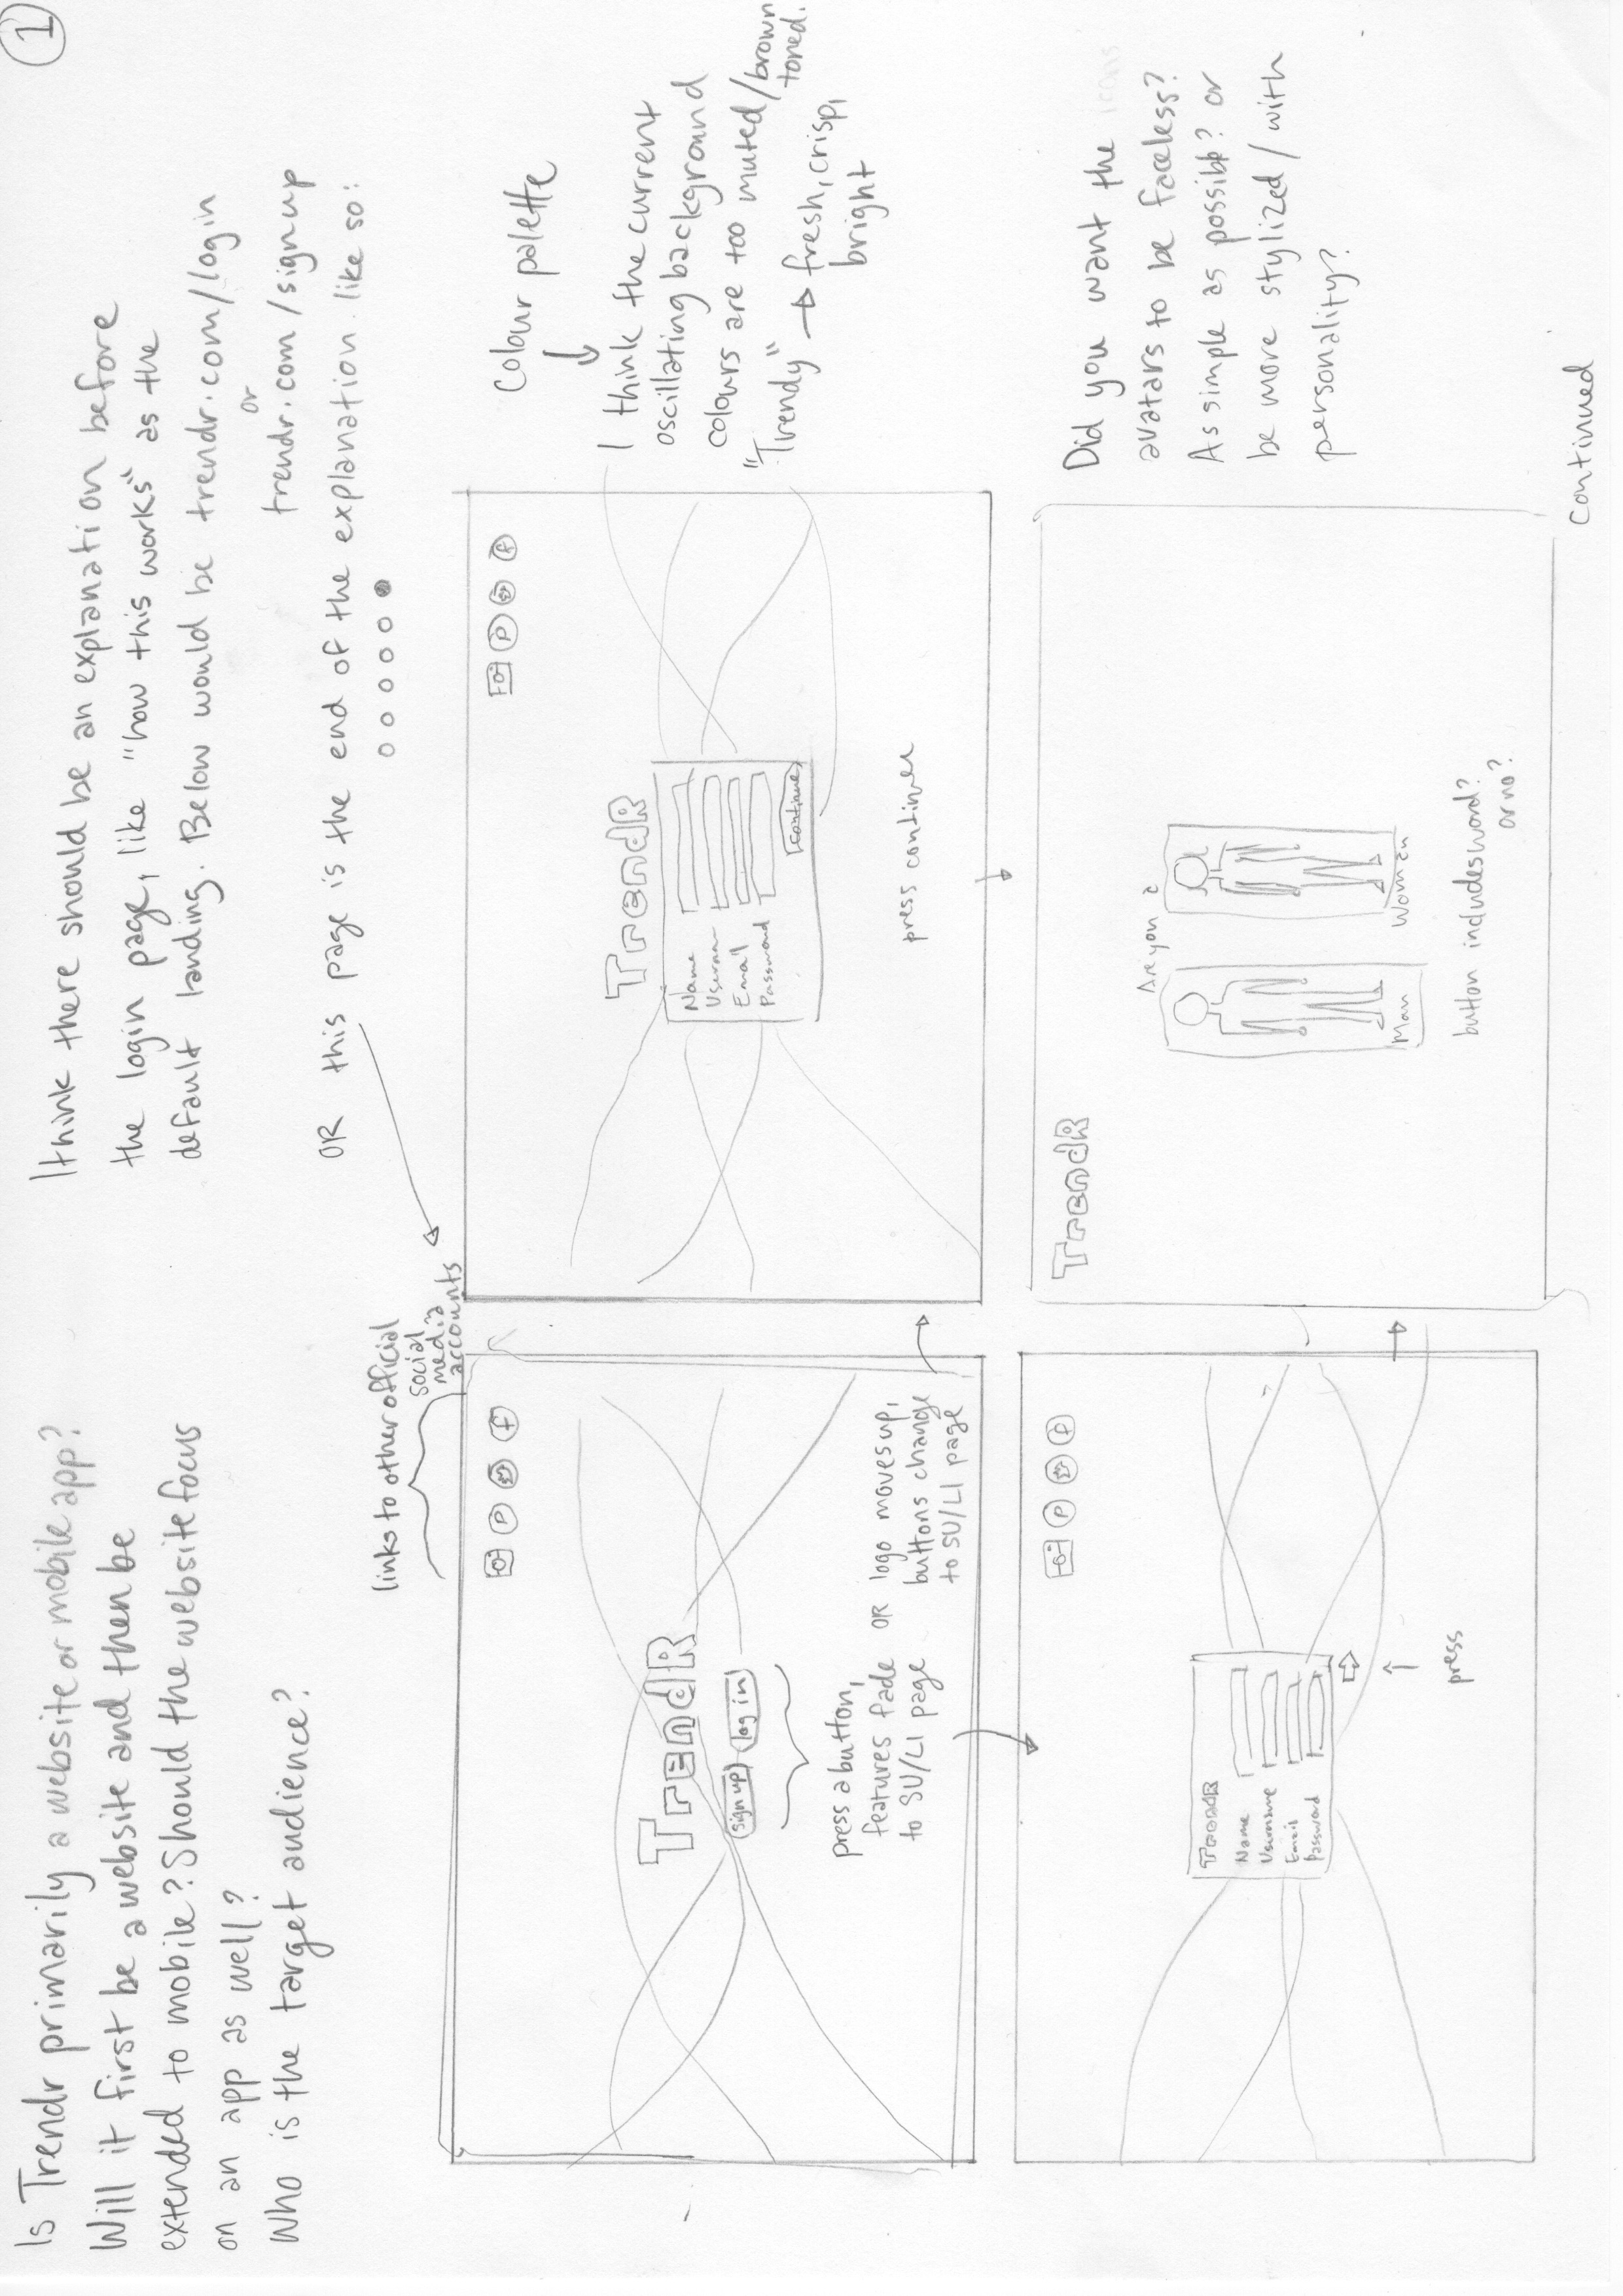 1
Is Trendr primarily a website or mobile app?
Will it first be a website and then be
extended to mobile? Should the website focus
on an app as well?
Who is the target audience?
I think there should be an explanation before
the login page, like "how this works" as the
default landing. Below would be trendr.com/login
or
trendr.com/signup
OR this page is the end of the explanation. like so:
links to other official
social
media
accounts
P f
TrendR
sign up log in
press a button,
features fade OR logo moves up,
to SU/LI page buttons change
to SU/LI page
P f
TrendR
Name
Email
Password
continue
press continue
Colour palette
I think the current
oscillating background
colours are too muted/brown
toned.
"Trendy" → fresh, crisp,
bright
P f
TrendR
Name
Username
Email
Password
press
TrendR
Are you a
Man Woman
button includes word?
or no?
Did you want the icons
avatars to be faceless?
As simple as possible? or
be more stylized / with
personality?
continued